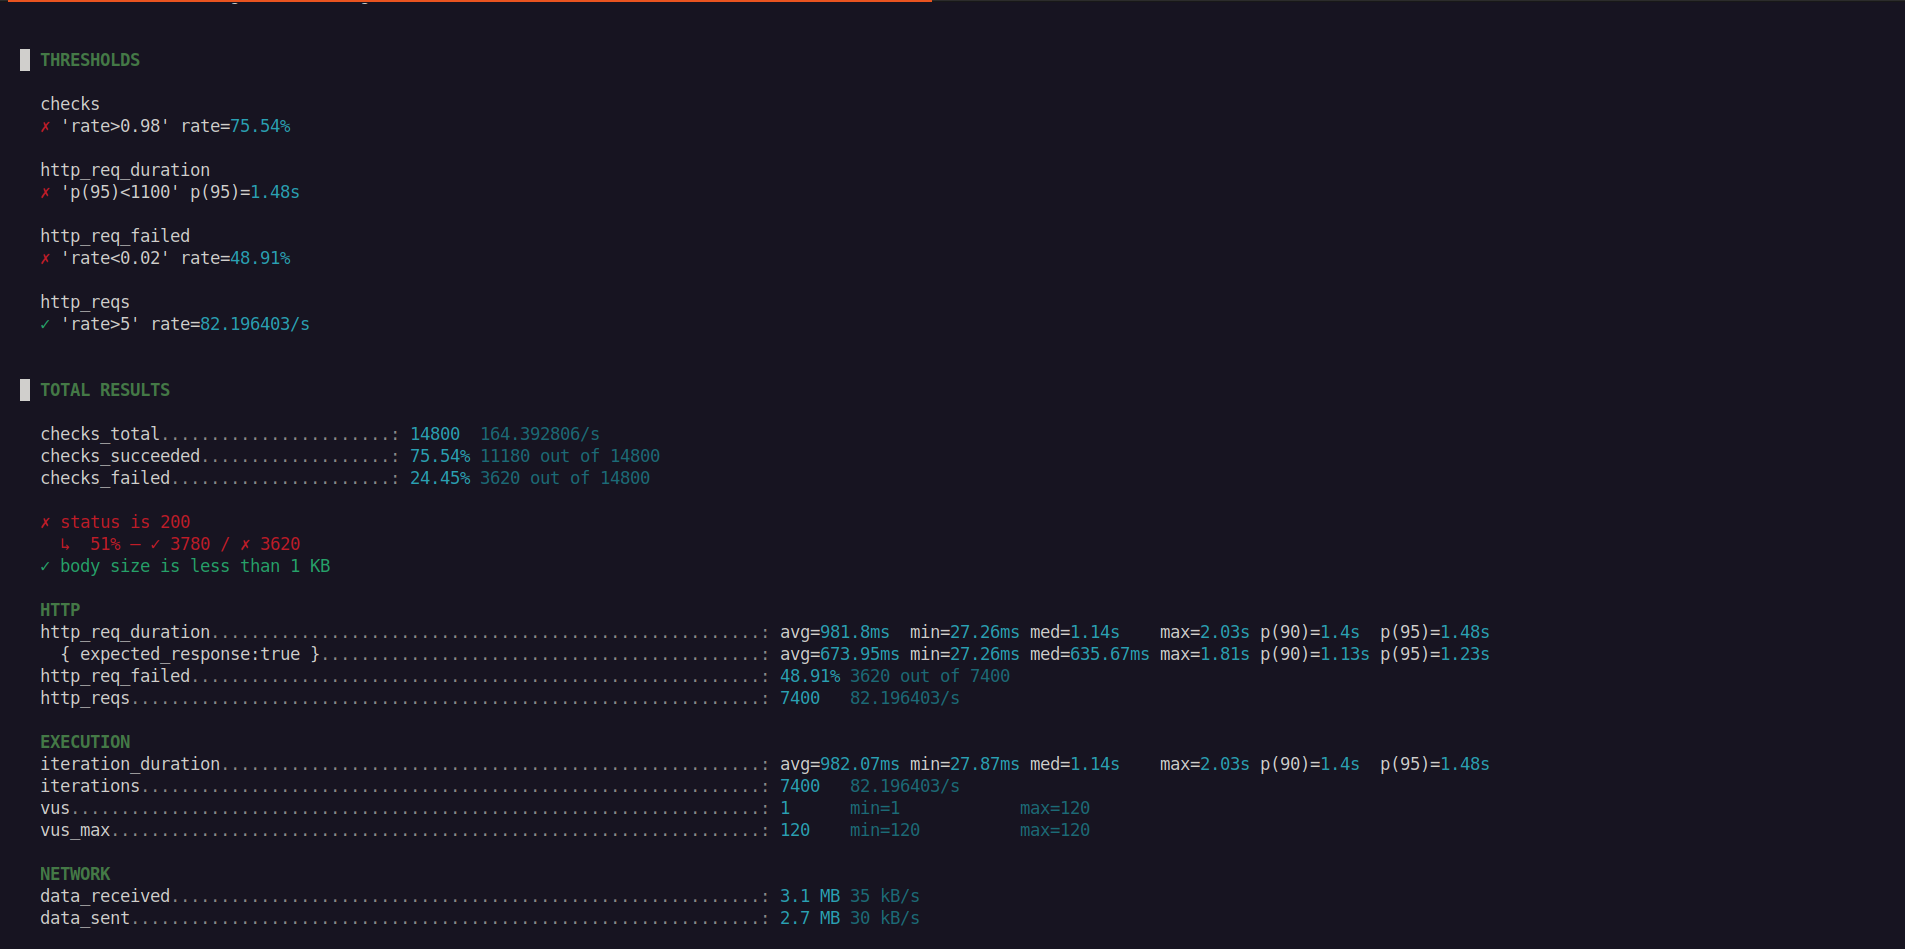 THRESHOLDS
checks
✗ 'rate>0.98' rate=75.54%
http_req_duration
✗ 'p(95)<1100' p(95)=1.48s
http_req_failed
✗ 'rate<0.02' rate=48.91%
http_reqs
✓ 'rate>5' rate=82.196403/s
TOTAL RESULTS
checks_total.......................: 14800  164.392806/s
checks_succeeded...................: 75.54% 11180 out of 14800
checks_failed......................: 24.45% 3620 out of 14800
✗ status is 200
↳  51% — ✓ 3780 / ✗ 3620
✓ body size is less than 1 KB
HTTP
http_req_duration.......................................................: avg=981.8ms  min=27.26ms med=1.14s    max=2.03s p(90)=1.4s  p(95)=1.48s
{ expected_response:true }............................................: avg=673.95ms min=27.26ms med=635.67ms max=1.81s p(90)=1.13s p(95)=1.23s
http_req_failed.........................................................: 48.91% 3620 out of 7400
http_reqs...............................................................: 7400   82.196403/s
EXECUTION
iteration_duration......................................................: avg=982.07ms min=27.87ms med=1.14s    max=2.03s p(90)=1.4s  p(95)=1.48s
iterations..............................................................: 7400   82.196403/s
vus.....................................................................: 1      min=1            max=120
vus_max.................................................................: 120    min=120          max=120
NETWORK
data_received...........................................................: 3.1 MB 35 kB/s
data_sent...............................................................: 2.7 MB 30 kB/s